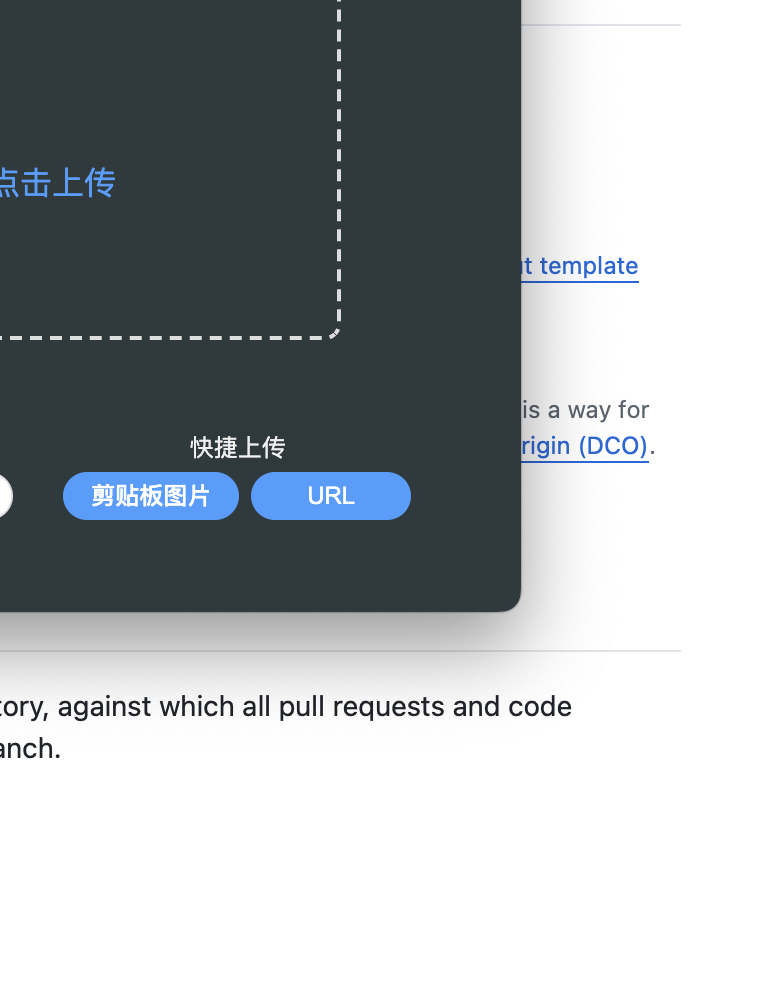 点击上传
t template
is a way for
快捷上传
rigin (DCO).
剪贴板图片
URL
tory, against which all pull requests and code
anch.